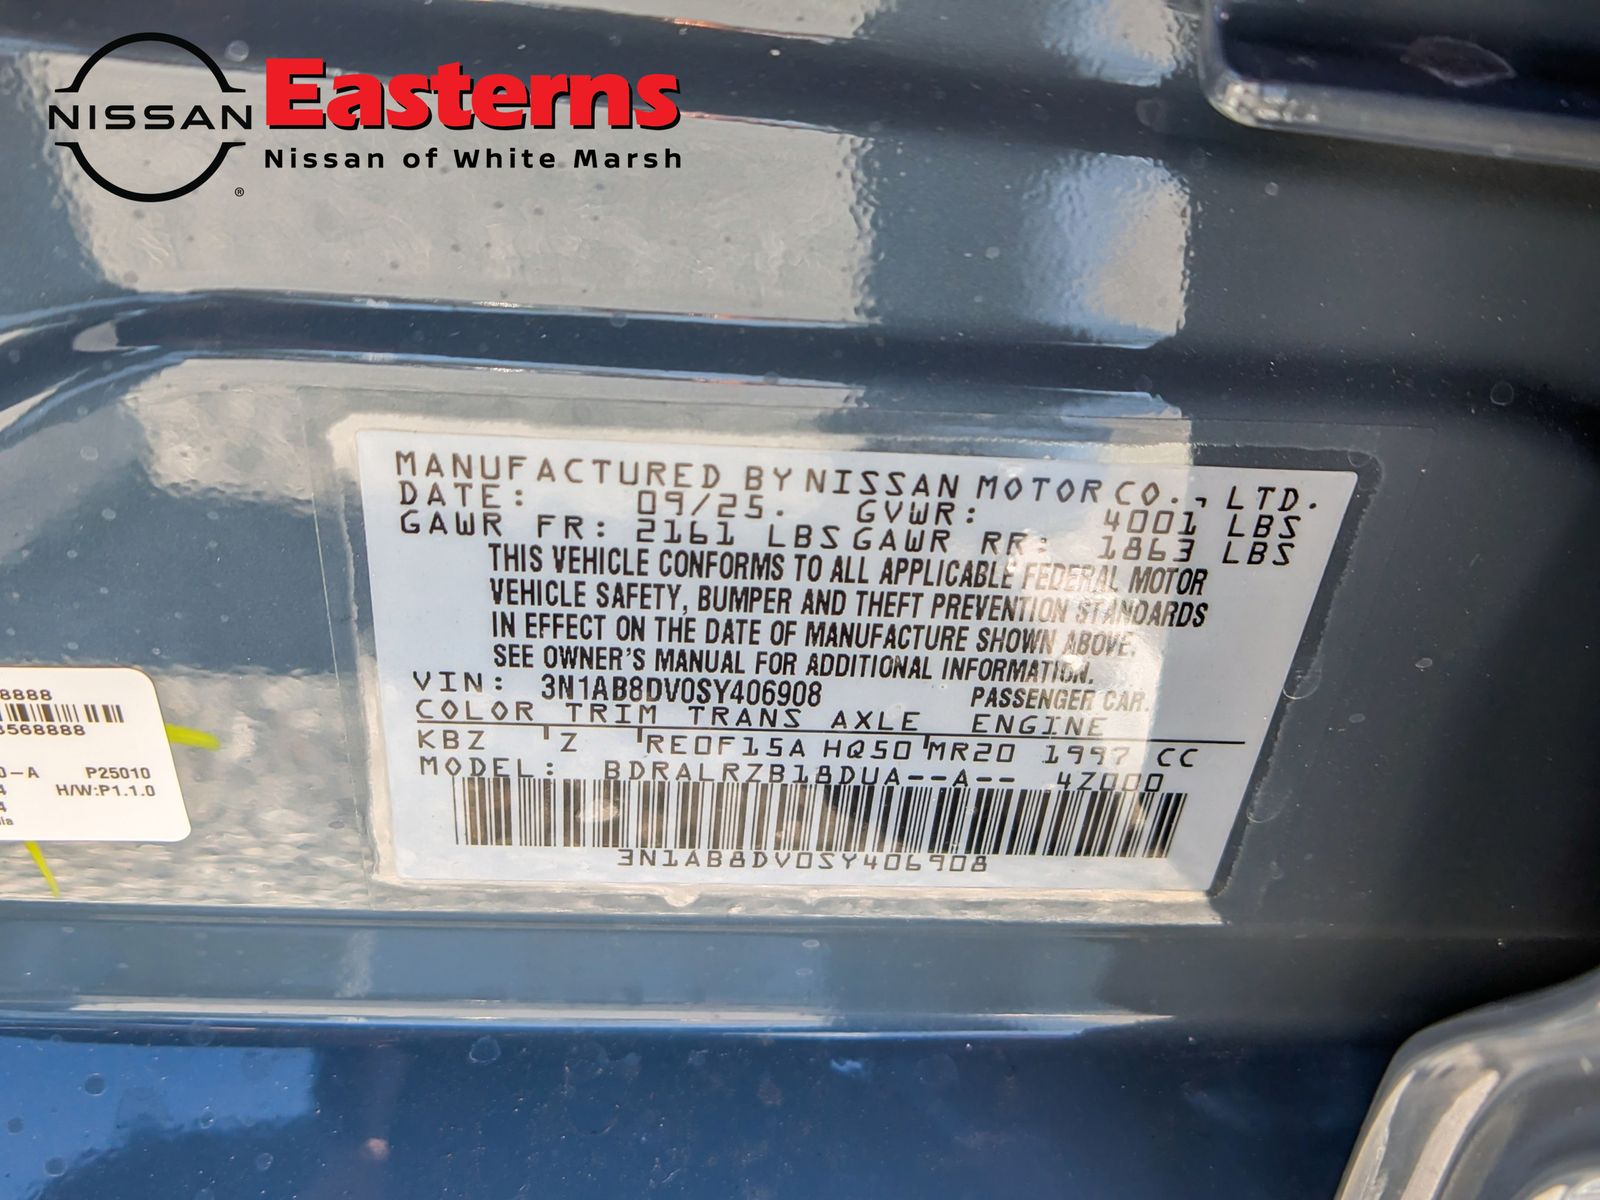 NISSAN
®
Easterns
Nissan of White Marsh
MANUFACTURED BY NISSAN MOTOR CO., LTD.
DATE: 09/25. GVWR: 4001 LBS
GAWR FR: 2161 LBS GAWR RR: 1863 LBS
THIS VEHICLE CONFORMS TO ALL APPLICABLE FEDERAL MOTOR
VEHICLE SAFETY, BUMPER AND THEFT PREVENTION STANDARDS
IN EFFECT ON THE DATE OF MANUFACTURE SHOWN ABOVE.
SEE OWNER'S MANUAL FOR ADDITIONAL INFORMATION.
VIN: 3N1AB8DV0SY406908 PASSENGER CAR.
COLOR TRIM TRANS AXLE ENGINE
KBZ Z RE0F15A HQ50 MR20 1997 CC
MODEL: BDRALRZB18DUA--A-- 4Z000
3N1AB8DV0SY406908
8888
568888
0-A P25010
H/W:P1.1.0